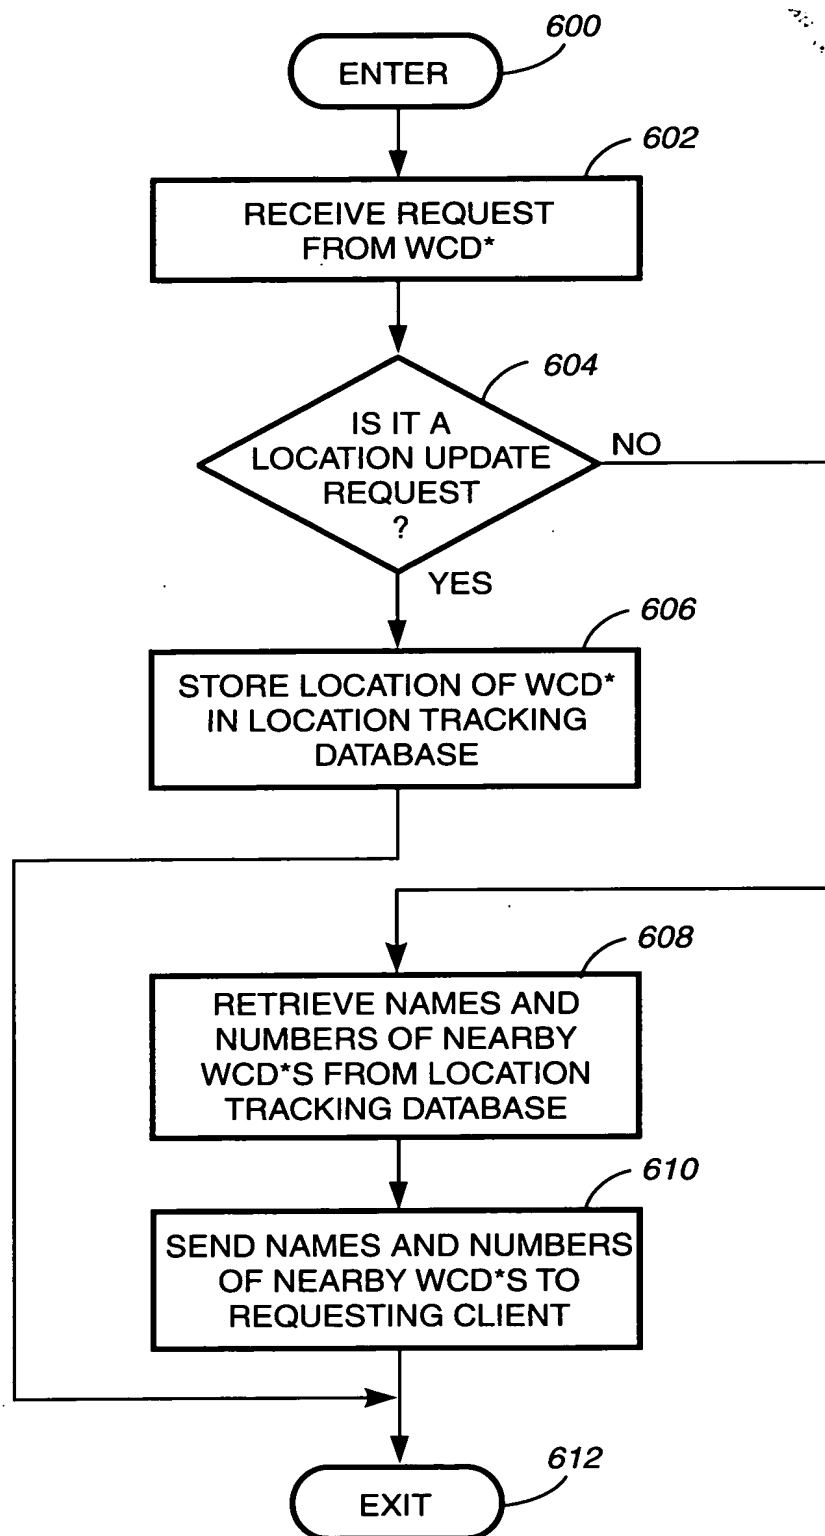 600
ENTER
602
RECEIVE REQUEST
FROM WCD*
604
IS IT A
LOCATION UPDATE
REQUEST
?
NO
YES
606
STORE LOCATION OF WCD*
IN LOCATION TRACKING
DATABASE
608
RETRIEVE NAMES AND
NUMBERS OF NEARBY
WCD*S FROM LOCATION
TRACKING DATABASE
610
SEND NAMES AND NUMBERS
OF NEARBY WCD*S TO
REQUESTING CLIENT
612
EXIT